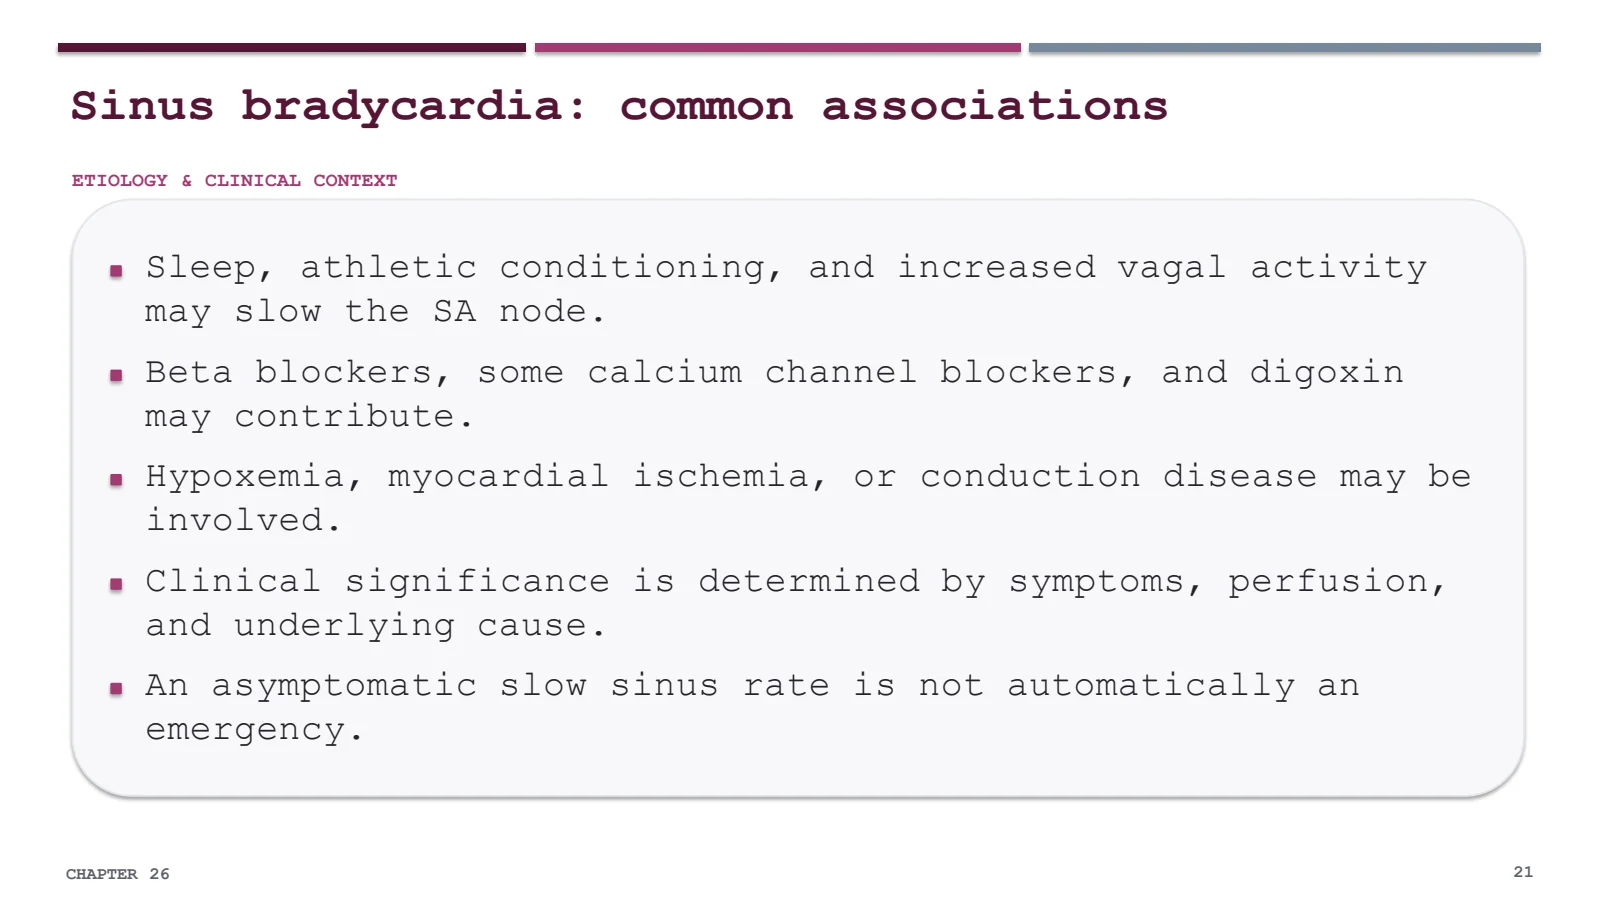 Sinus bradycardia: common associations
ETIOLOGY & CLINICAL CONTEXT
Sleep, athletic conditioning, and increased vagal activity
may slow the SA node.
Beta blockers, some calcium channel blockers, and digoxin
may contribute.
Hypoxemia, myocardial ischemia, or conduction disease may be
involved.
Clinical significance is determined by symptoms, perfusion,
and underlying cause.
An asymptomatic slow sinus rate is not automatically an
emergency.
CHAPTER 26
21